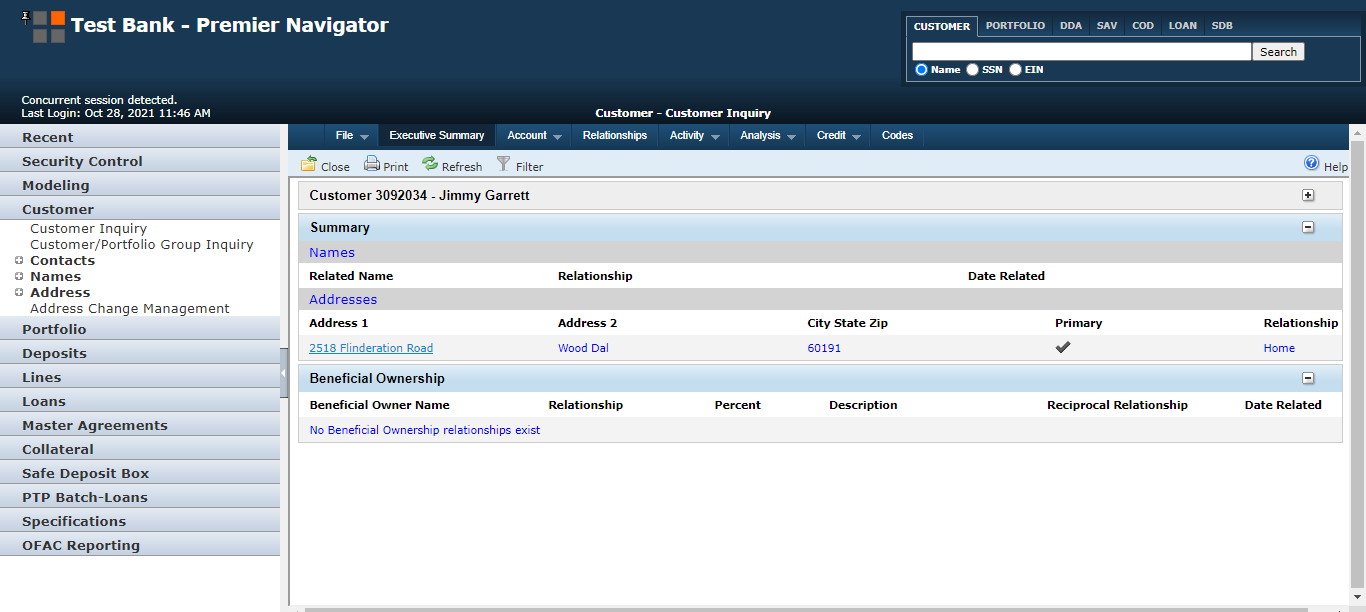 Test Bank - Premier Navigator
CUSTOMER PORTFOLIO DDA SAV COD LOAN SDB
Search
Name SSN EIN
Concurrent session detected.
Last Login: Oct 28, 2021 11:46 AM
Customer - Customer Inquiry
Recent
Security Control
Modeling
Customer
Customer Inquiry
Customer/Portfolio Group Inquiry
Contacts
Names
Address
Address Change Management
Portfolio
Deposits
Lines
Loans
Master Agreements
Collateral
Safe Deposit Box
PTP Batch-Loans
Specifications
OFAC Reporting
File Executive Summary Account Relationships Activity Analysis Credit Codes
Close Print Refresh Filter Help
Customer 3092034 - Jimmy Garrett
Summary
Names
Related Name Relationship Date Related
Addresses
Address 1 Address 2 City State Zip Primary Relationship
2518 Flinderation Road Wood Dal 60191 Home
Beneficial Ownership
Beneficial Owner Name Relationship Percent Description Reciprocal Relationship Date Related
No Beneficial Ownership relationships exist